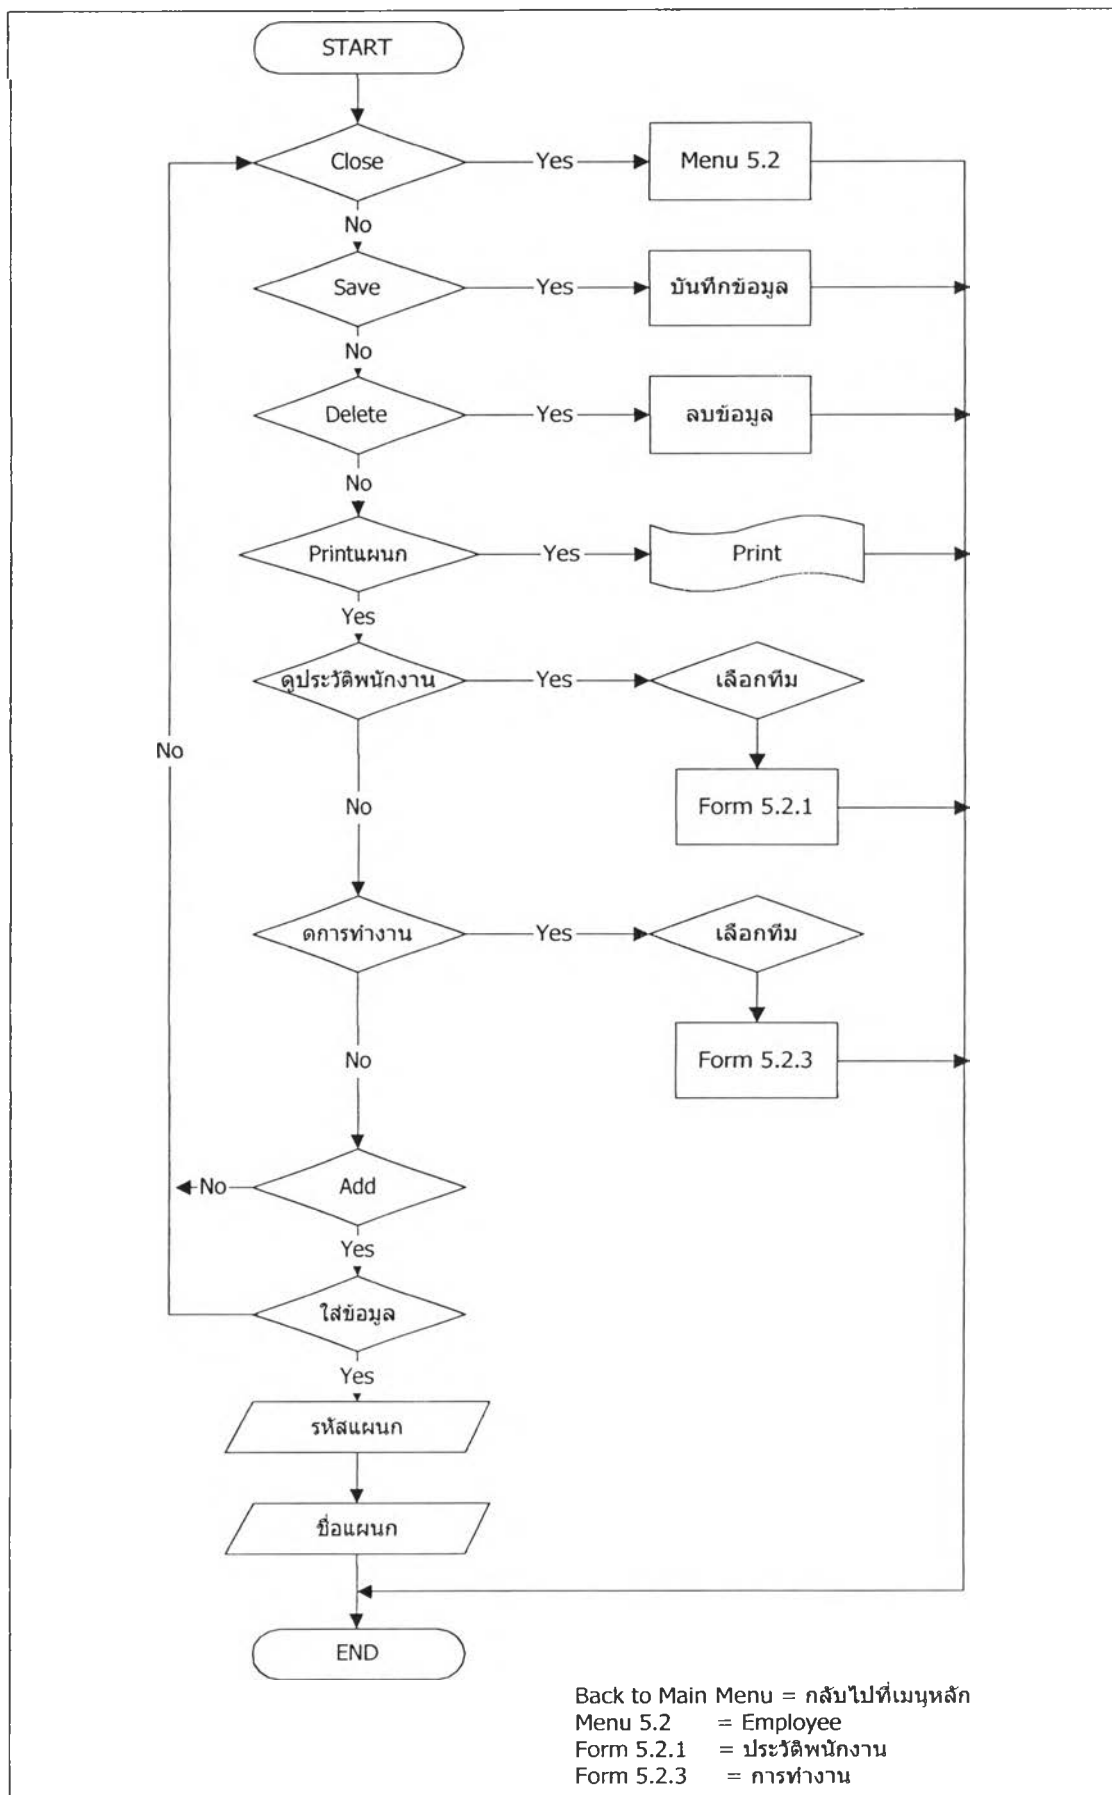 START
Close
Yes
Menu 5.2
No
Save
Yes
บันทึกข้อมูล
No
Delete
Yes
ลบข้อมูล
No
Printแผนก
Yes
Print
Yes
ดูประวัติพนักงาน
Yes
เลือกทีม
No
No
Form 5.2.1
ดการทำงาน
Yes
เลือกทีม
No
Form 5.2.3
No
Add
Yes
ใส่ข้อมูล
Yes
รหัสแผนก
ชื่อแผนก
END
Back to Main Menu = กลับไปที่เมนูหลัก
Menu 5.2 = Employee
Form 5.2.1 = ประวัติพนักงาน
Form 5.2.3 = การทำงาน